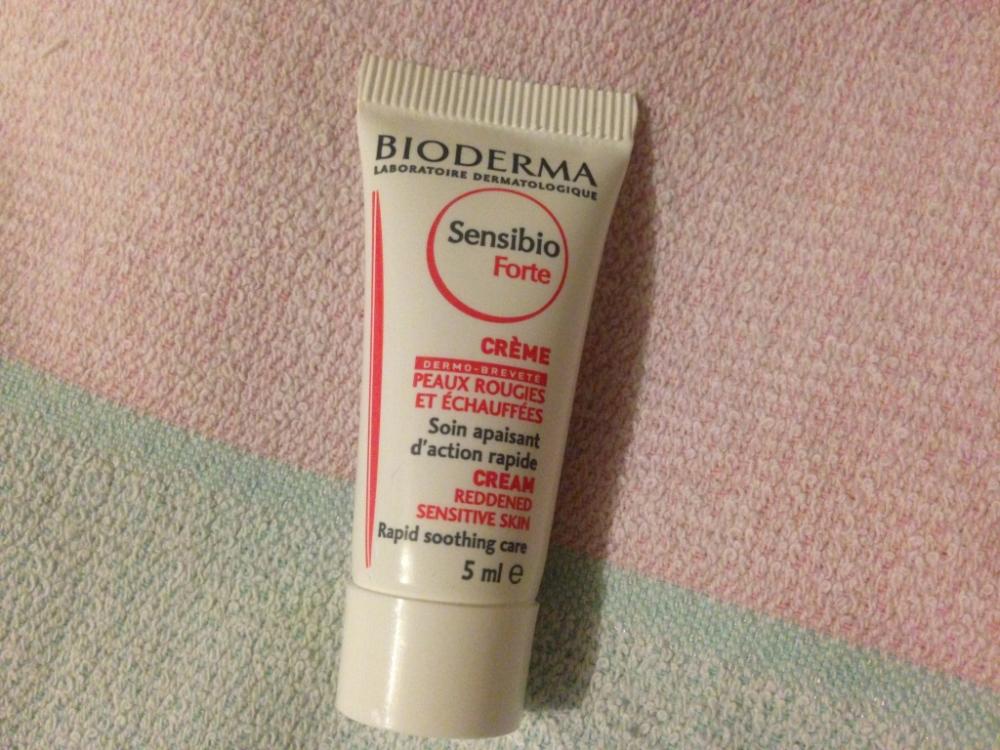 BIODERMA
LABORATOIRE DERMATOLOGIQUE
Sensibio
Forte
CRÈME
DERMO-BREVETÉ
PEAUX ROUGIES
ET ÉCHAUFFÉES
Soin apaisant
d'action rapide
CREAM
REDDENED
SENSITIVE SKIN
Rapid soothing care
5 ml ℮